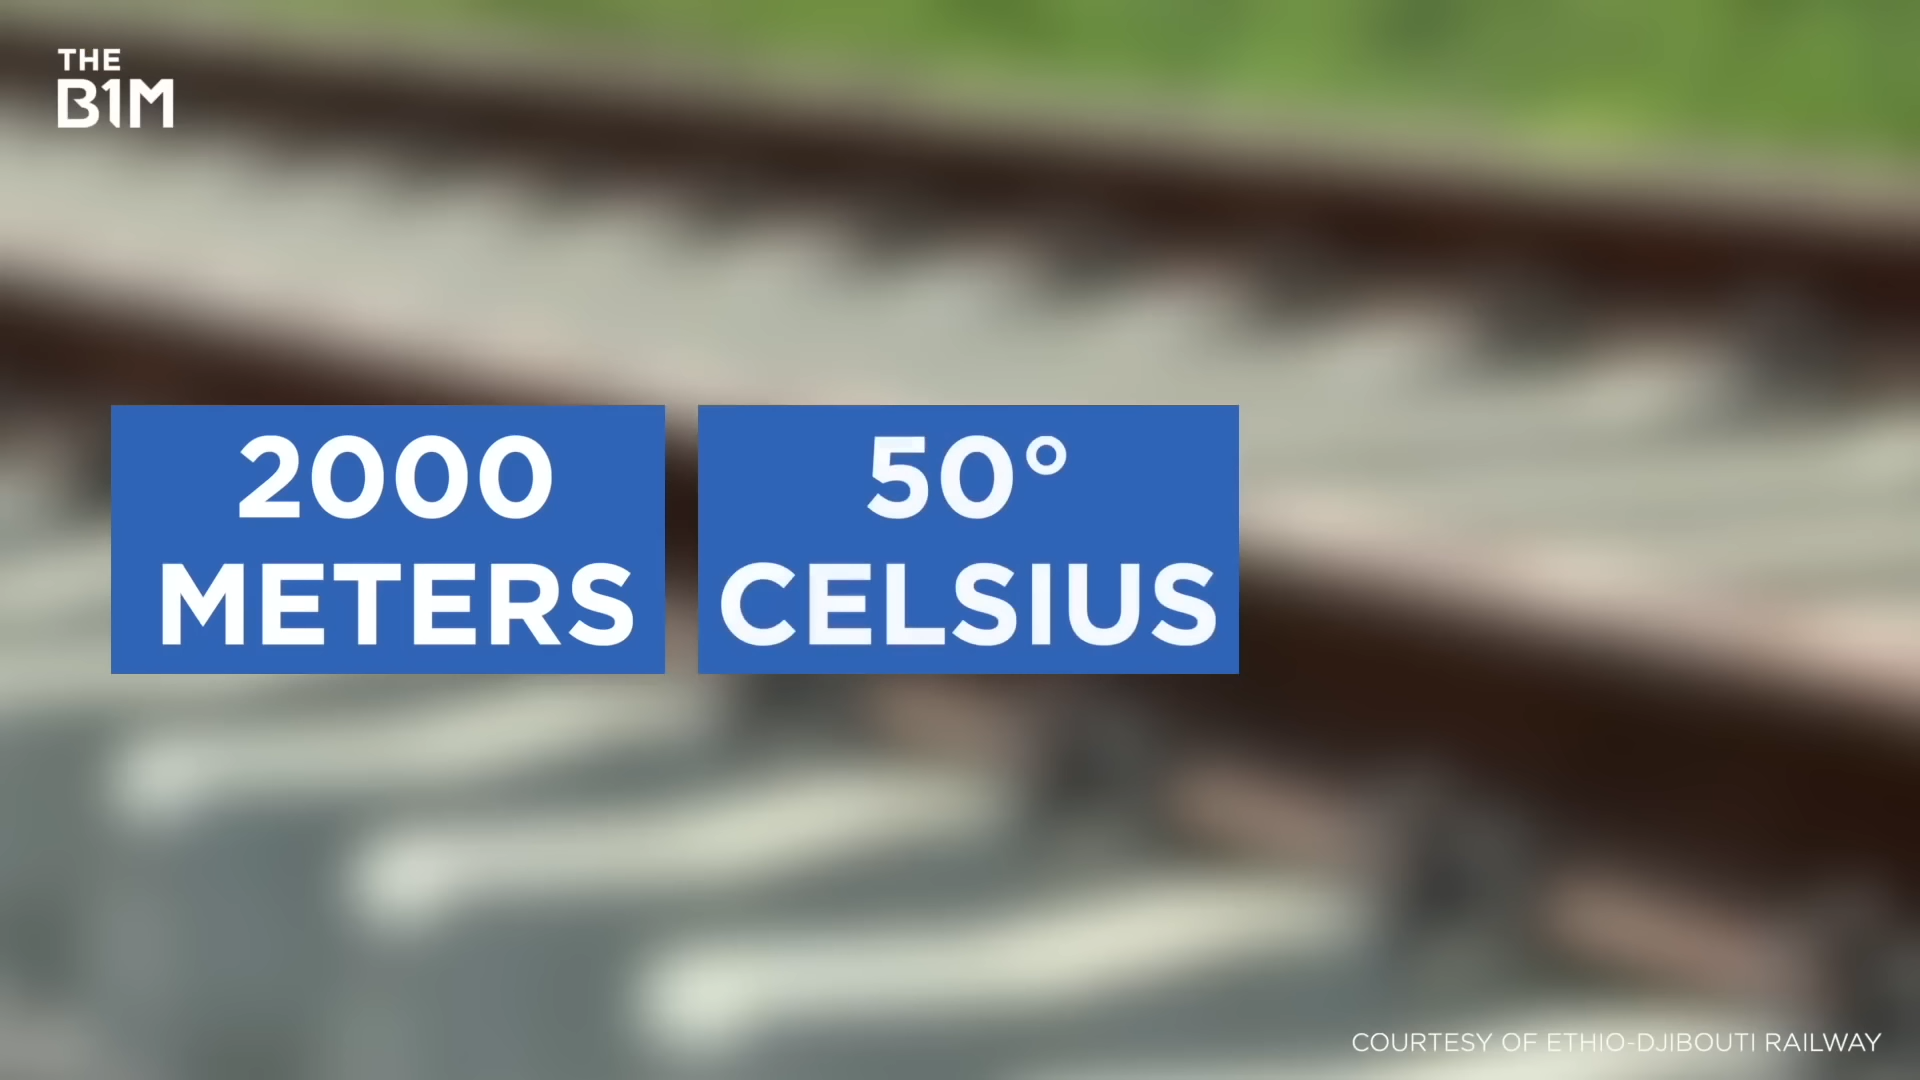 THE
B1M
2000
METERS
50°
CELSIUS
COURTESY OF ETHIO-DJIBOUTI RAILWAY